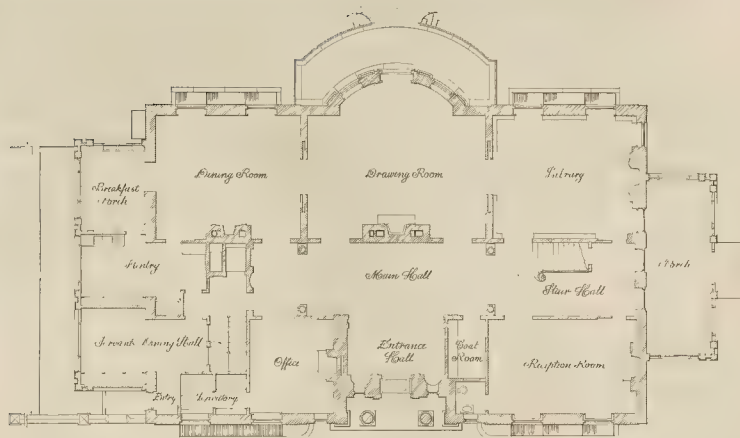 Dining Room
Drawing Room
Library
Breakfast
Porch
Pantry
Main Hall
Stair Hall
Porch
Servants Dining Hall
Entrance
Hall
Coat
Room
Office
Reception Room
Entry
Lavatory